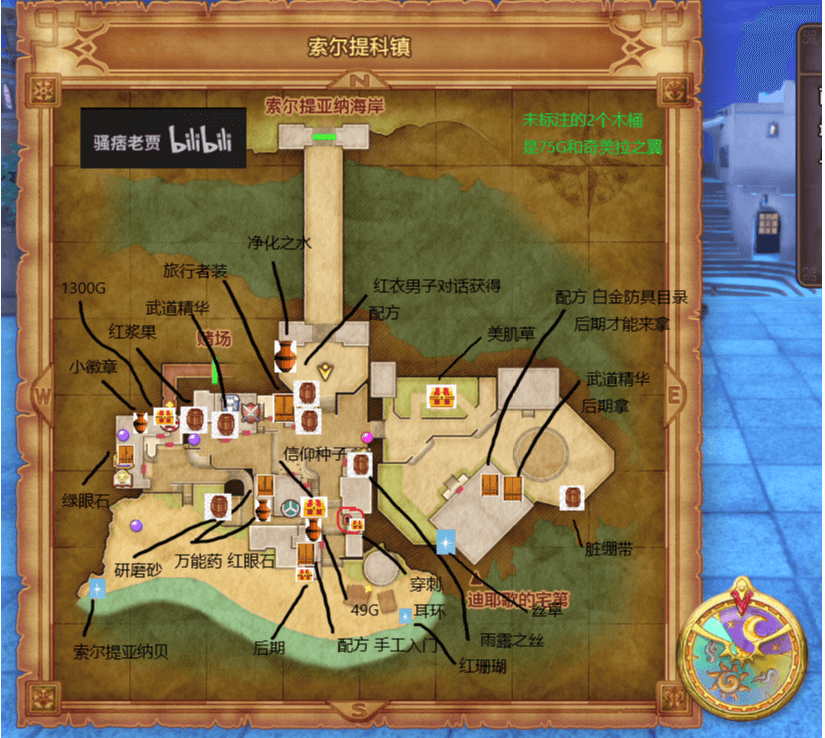 索尔提科镇
N
索尔提亚纳海岸
骚痞老贾 bilibili
未标注的2个木桶
是75G和奇美拉之翼
净化之水
旅行者装
1300G
武道精华
红浆果
赌场
小徽章
红衣男子对话获得
配方
美肌草
配方 白金防具目录
后期才能来拿
武道精华
后期拿
W
E
信仰种子
绿眼石
研磨砂
万能药
红眼石
脏绷带
穿刺
耳环
迪耶歌的宅第
丝草
49G
索尔提亚纳贝
后期
配方 手工入门
雨露之丝
红珊瑚
S